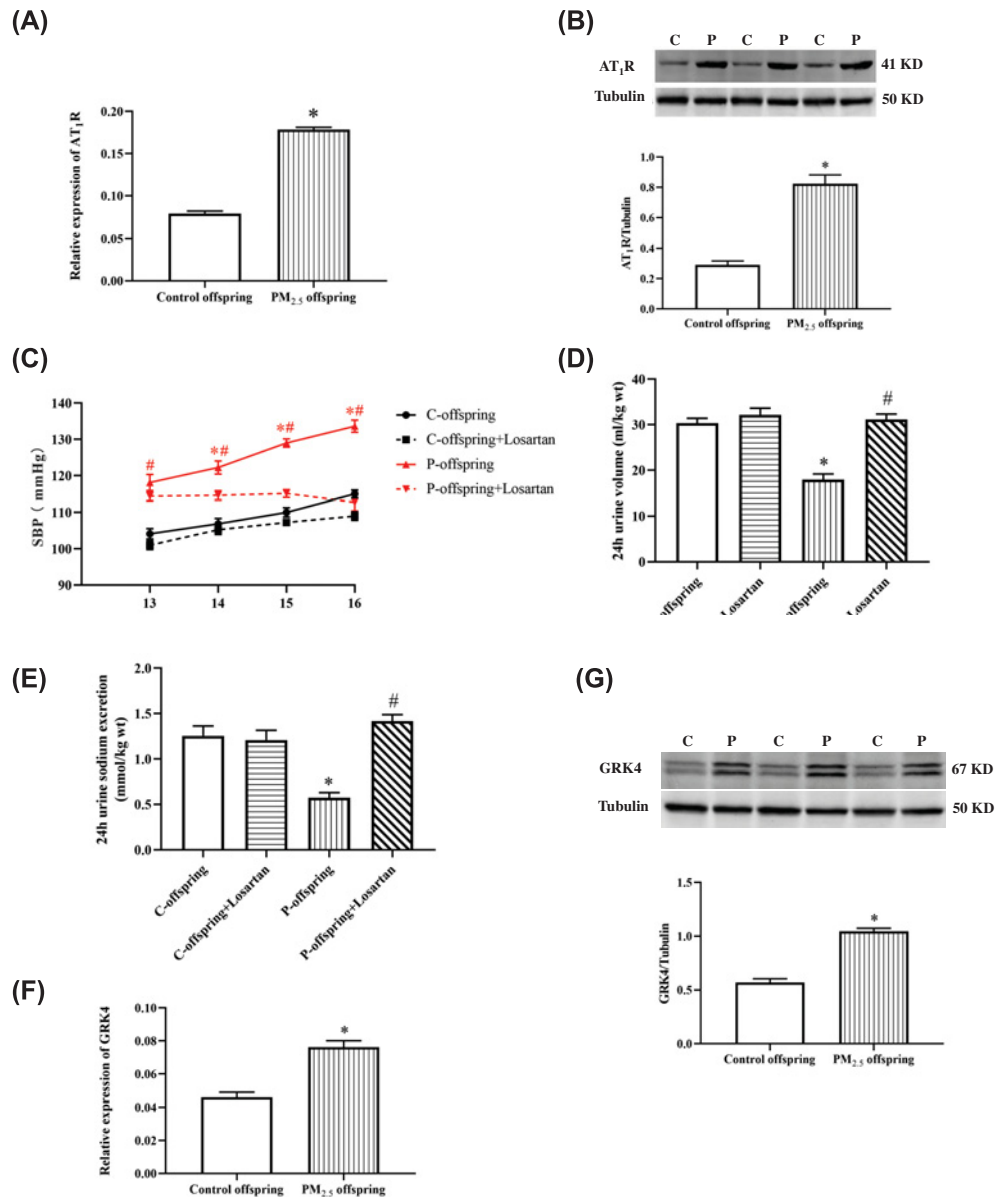 (A)
Relative expression of AT₁R
0.20
0.15
0.10
0.05
0.00
*
Control offspring PM₂.₅ offspring
(B)
C P C P C P
AT₁R 41 KD
Tubulin 50 KD
AT₁R/Tubulin
1.0
0.8
0.6
0.4
0.2
0.0
*
Control offspring PM₂.₅ offspring
(C)
SBP ( mmHg)
140
130
120
110
100
90
# *# *# *#
13 14 15 16
C-offspring
C-offspring+Losartan
P-offspring
P-offspring+Losartan
(D)
24h urine volume (ml/kg wt)
40
30
20
10
0
* #
offspring Losartan offspring Losartan
(E)
24h urine sodium excretion
(mmol/kg wt)
2.0
1.5
1.0
0.5
0.0
* #
C-offspring
C-offspring+Losartan
P-offspring
P-offspring+Losartan
(F)
Relative expression of GRK4
0.10
0.08
0.06
0.04
0.02
0.00
*
Control offspring PM₂.₅ offspring
(G)
C P C P C P
GRK4 67 KD
Tubulin 50 KD
GRK4/Tubulin
1.5
1.0
0.5
0.0
*
Control offspring PM₂.₅ offspring